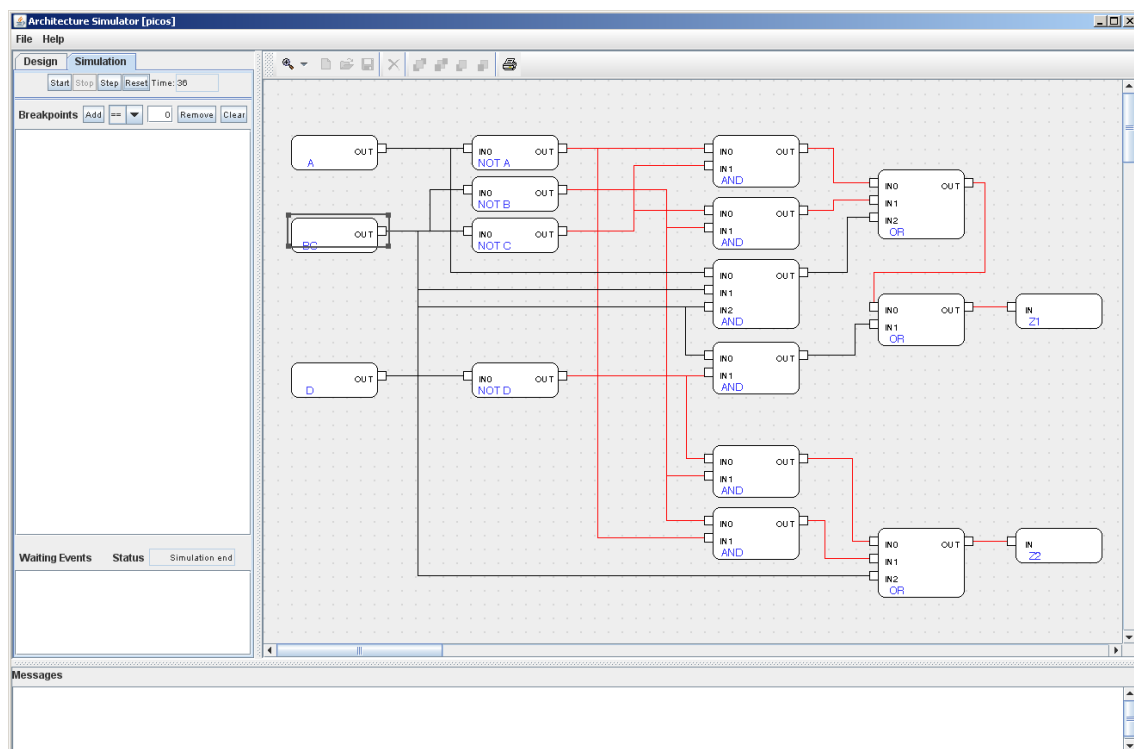 Architecture Simulator [picos]
File Help
Design Simulation
Start Stop Step Reset Time: 36
Breakpoints Add == 0 Remove Clear
OUT
A
IN0 OUT
NOT A
IN0 OUT
IN1
AND
IN0 OUT
NOT B
IN0 OUT
IN1
IN2
OR
OUT
BC
IN0 OUT
NOT C
IN0 OUT
IN1
AND
IN0 OUT
IN1
IN2
AND
IN0 OUT
IN1
OR
IN
Z1
OUT
D
IN0 OUT
NOT D
IN0 OUT
IN1
AND
IN0 OUT
IN1
AND
IN0 OUT
IN1
AND
IN0 OUT
IN1
IN2
OR
IN
Z2
Waiting Events Status Simulation end
Messages